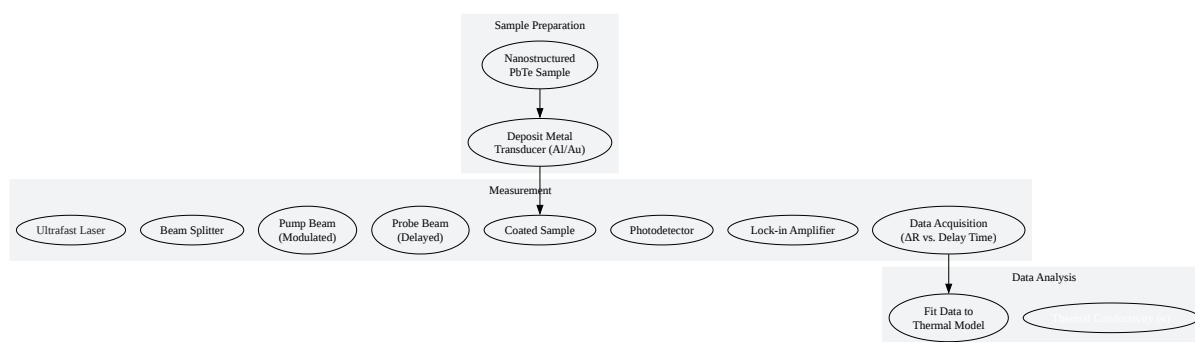 Sample Preparation
Nanostructured
PbTe Sample
Deposit Metal
Transducer (Al/Au)
Measurement
Ultrafast Laser
Beam Splitter
Pump Beam
(Modulated)
Probe Beam
(Delayed)
Coated Sample
Photodetector
Lock-in Amplifier
Data Acquisition
(ΔR vs. Delay Time)
Data Analysis
Fit Data to
Thermal Model
Thermal Conductivity